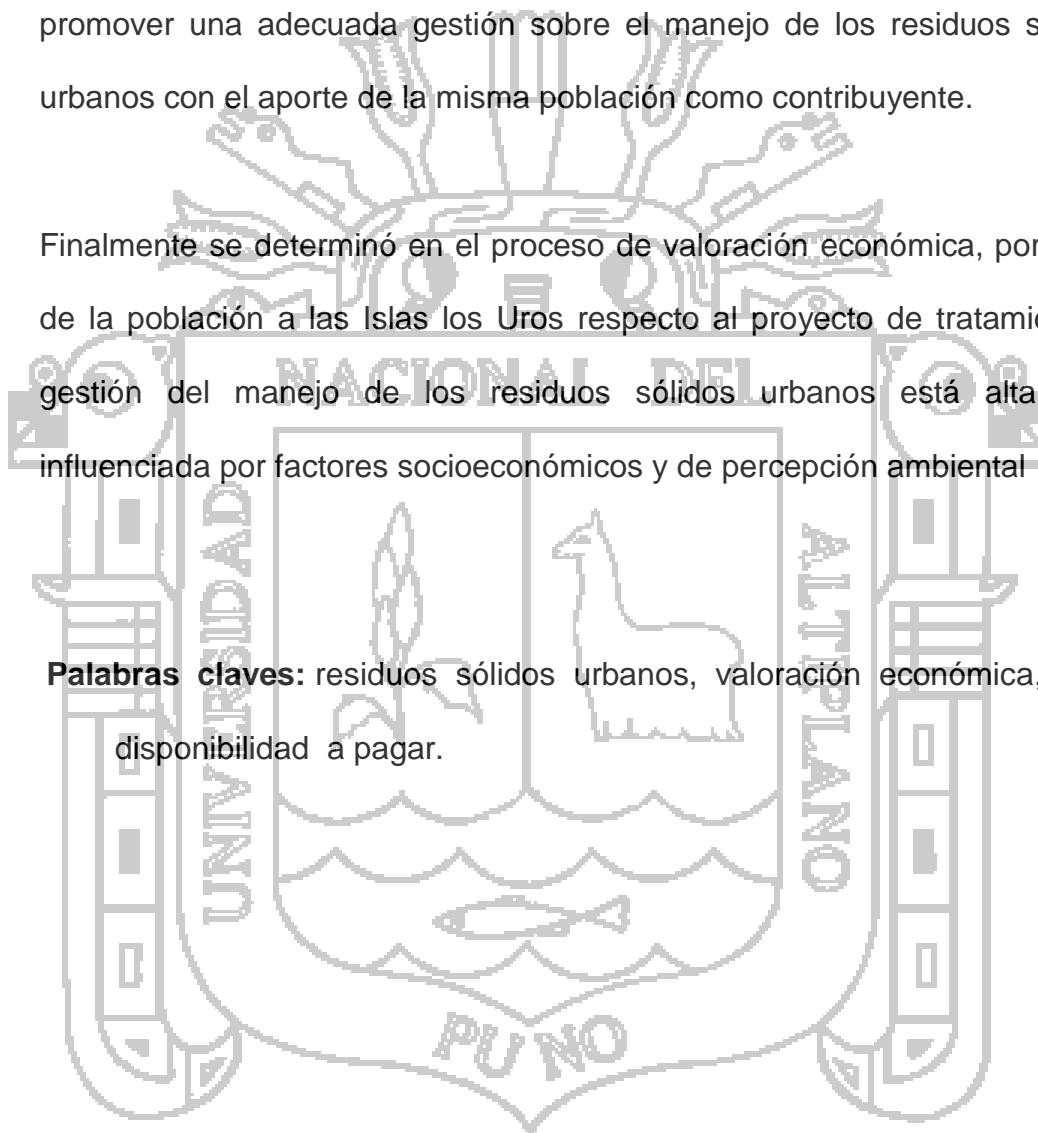 promover una adecuada gestión sobre el manejo de los residuos
urbanos con el aporte de la misma población como contribuyente.
Finalmente se determinó en el proceso de valoración económica, por
de la población a las Islas los Uros respecto al proyecto de
gestión del manejo de los residuos sólidos urbanos está
influenciada por factores socioeconómicos y de percepción ambiental
Palabras claves: residuos sólidos urbanos, valoración económica,
disponibilidad a pagar.
UNIVERSIDAD
NACIONAL DEL
ALTIPLANO
PUNO